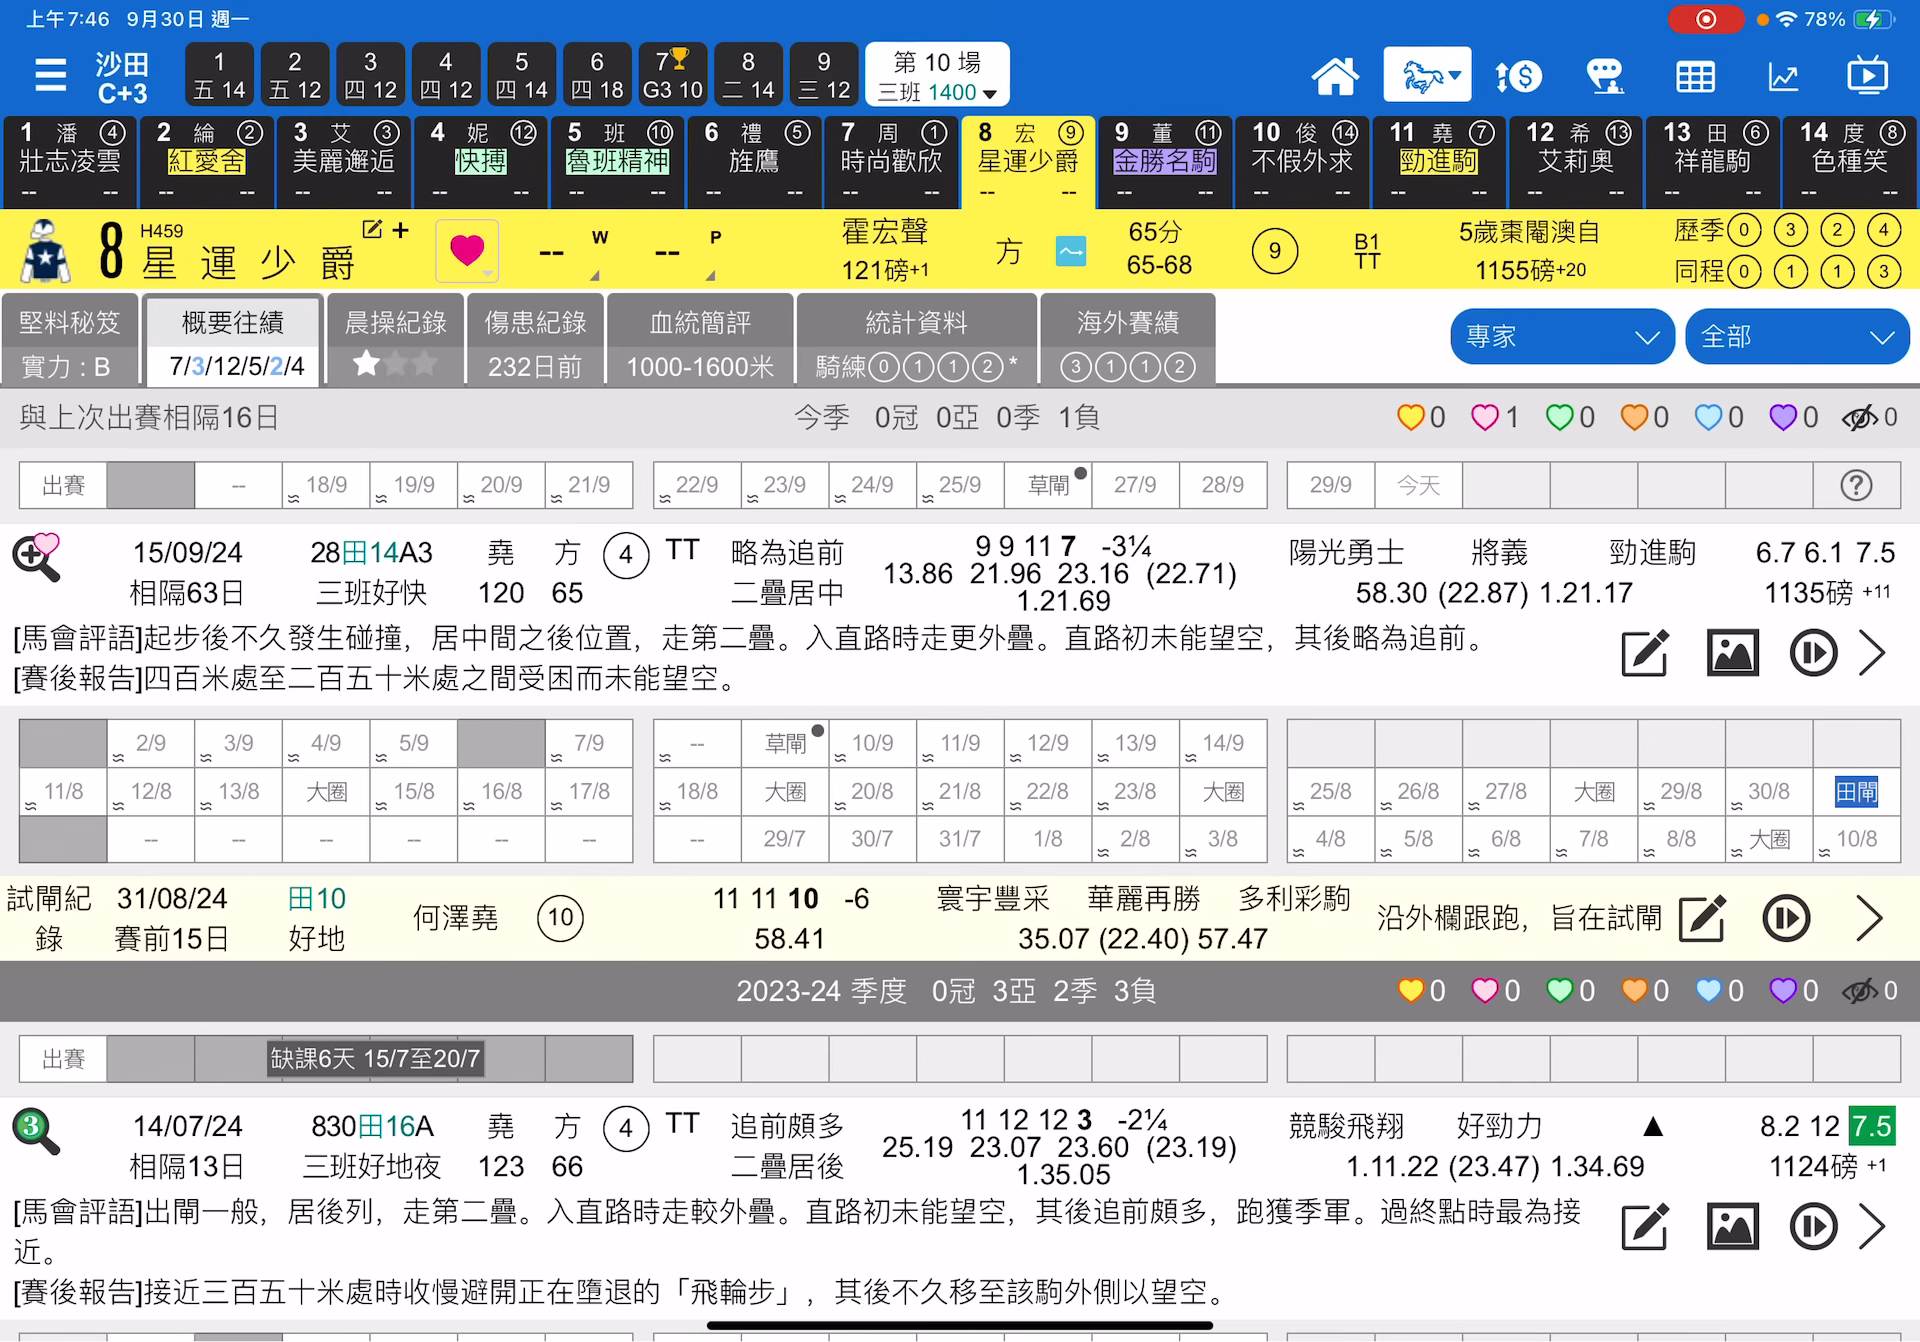 上午7:46 9月30日 週一 78%
沙田 C+3
1 五 14
2 五 12
3 四 12
4 四 12
5 四 14
6 四 18
7 G3 10
8 二 14
9 三 12
第 10 場 三班 1400
1 潘 4 壯志凌雲 -- --
2 綸 2 紅愛舍 -- --
3 艾 3 美麗邂逅 -- --
4 妮 12 快搏 -- --
5 班 10 魯班精神 -- --
6 禮 5 旌鷹 -- --
7 周 1 時尚歡欣 -- --
8 宏 9 星運少爵 -- --
9 董 11 金勝名駒 -- --
10 俊 14 不假外求 -- --
11 堯 7 勁進駒 -- --
12 希 13 艾莉奧 -- --
13 田 6 祥龍駒 -- --
14 度 8 色種笑 -- --
8 H459 星運少爵 + -- W -- P 霍宏聲 121磅+1 方 65分 65-68 9 B1 TT 5歲棗閹澳自 1155磅+20
歷季 0 3 2 4
同程 0 1 1 3
堅料秘笈 實力 : B
概要往績 7/3/12/5/2/4
晨操紀錄
傷患紀錄 232日前
血統簡評 1000-1600米
統計資料 騎練 0 1 1 2 *
海外賽績 3 1 1 2
專家 全部
與上次出賽相隔16日 今季 0冠 0亞 0季 1負 0 1 0 0 0 0 0
出賽 -- 18/9 19/9 20/9 21/9 22/9 23/9 24/9 25/9 草閘 27/9 28/9 29/9 今天 ?
15/09/24 28田14A3 堯 方 4 TT 略為追前 9 9 11 7 -3¼ 陽光勇士 將義 勁進駒 6.7 6.1 7.5
13.86 21.96 23.16 (22.71)
相隔63日 三班好快 120 65 二疊居中 1.21.69 58.30 (22.87) 1.21.17 1135磅 +11
[馬會評語]起步後不久發生碰撞，居中間之後位置，走第二疊。入直路時走更外疊。直路初未能望空，其後略為追前。
[賽後報告]四百米處至二百五十米處之間受困而未能望空。
2/9 3/9 4/9 5/9 7/9 -- 草閘 10/9 11/9 12/9 13/9 14/9
11/8 12/8 13/8 大圈 15/8 16/8 17/8 18/8 大圈 20/8 21/8 22/8 23/8 大圈 25/8 26/8 27/8 大圈 29/8 30/8 田閘
-- -- -- -- -- -- -- 29/7 30/7 31/7 1/8 2/8 3/8 4/8 5/8 6/8 7/8 8/8 大圈 10/8
試閘紀錄 31/08/24 田10 何澤堯 10 11 11 10 -6 寰宇豐采 華麗再勝 多利彩駒 沿外欄跟跑，旨在試閘
賽前15日 好地 58.41 35.07 (22.40) 57.47
2023-24 季度 0冠 3亞 2季 3負 0 0 0 0 0 0 0
出賽 缺課6天 15/7至20/7
3 14/07/24 830田16A 堯 方 4 TT 追前頗多 11 12 12 3 -2¼ 競駿飛翔 好勁力 ▲ 8.2 12 7.5
25.19 23.07 23.60 (23.19)
相隔13日 三班好地夜 123 66 二疊居後 1.35.05 1.11.22 (23.47) 1.34.69 1124磅 +1
[馬會評語]出閘一般，居後列，走第二疊。入直路時走較外疊。直路初未能望空，其後追前頗多，跑獲季軍。過終點時最為接
近。
[賽後報告]接近三百五十米處時收慢避開正在墮退的「飛輪步」，其後不久移至該駒外側以望空。